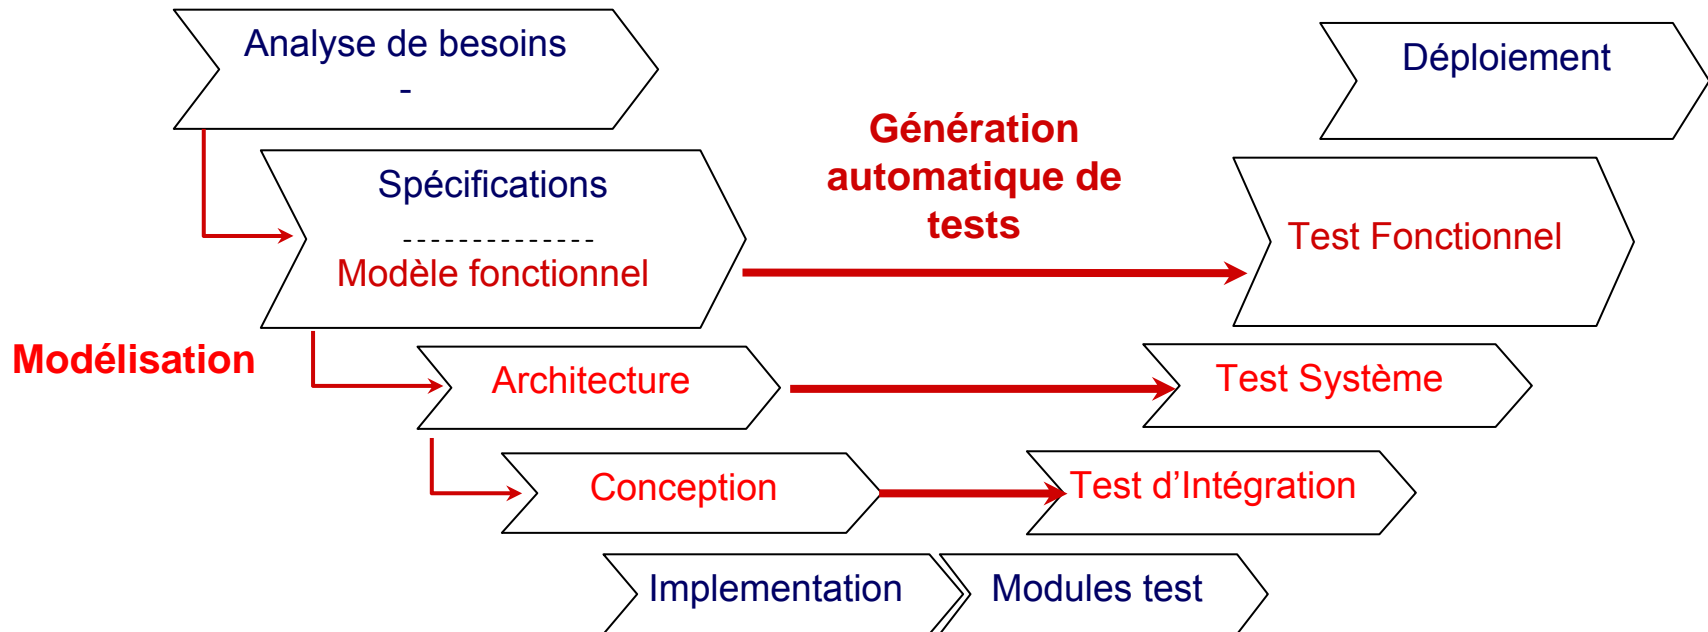 Analyse de besoins
-
Déploiement
Génération
automatique de
tests
Spécifications
--------------
Modèle fonctionnel
Test Fonctionnel
Modélisation
Architecture
Test Système
Conception
Test d’Intégration
Implementation
Modules test